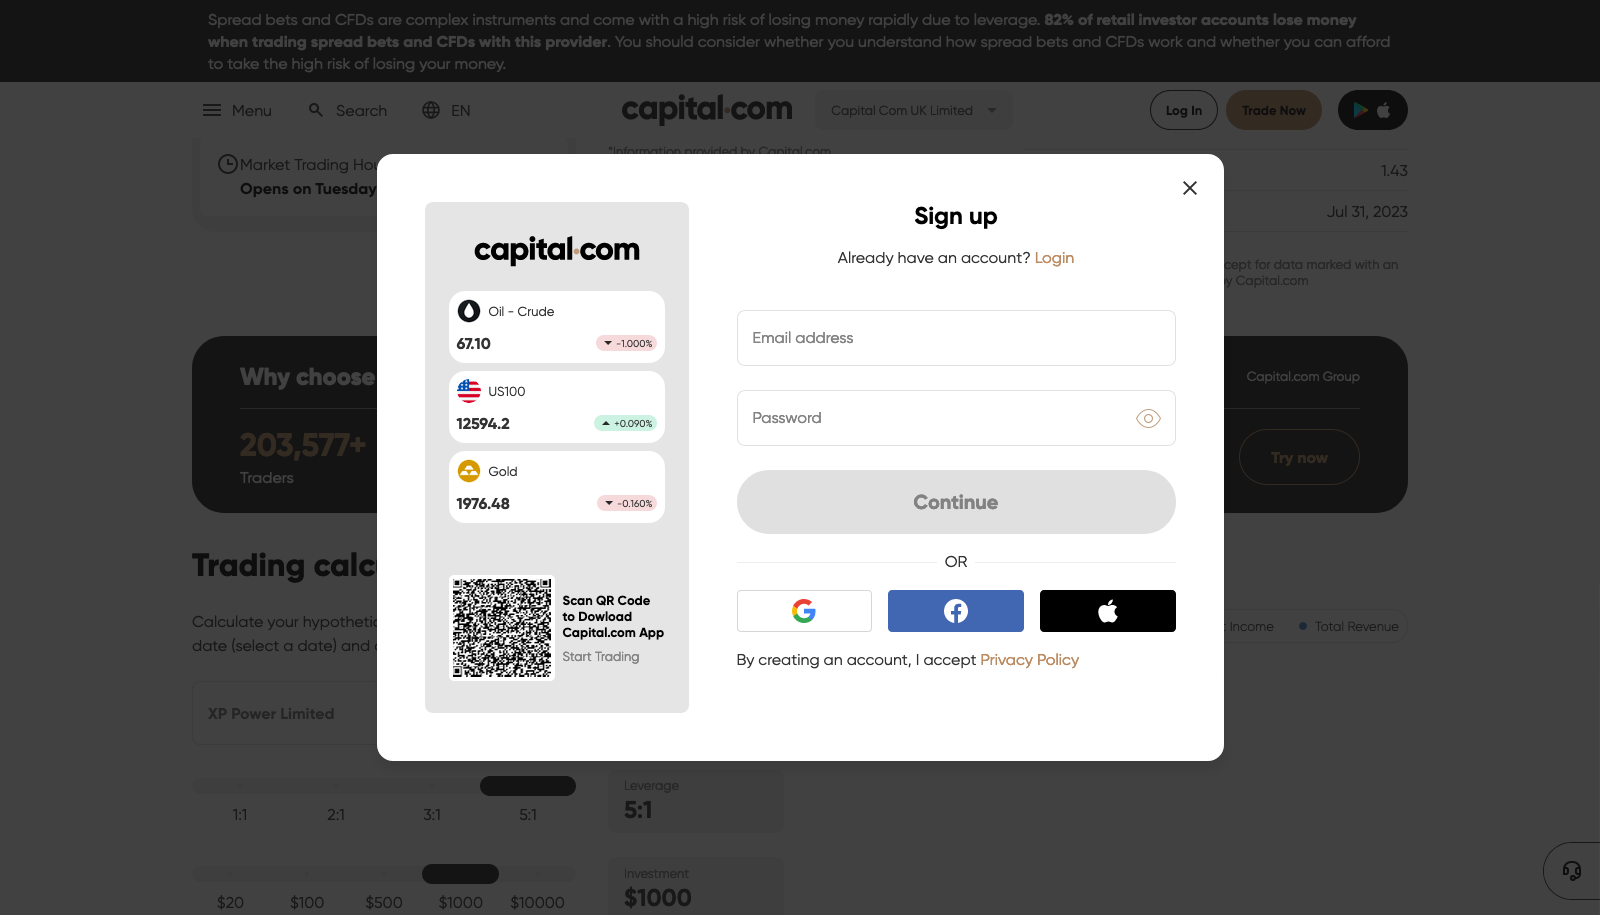 Spread bets and CFDs are complex instruments and come with a high risk of losing money rapidly due to leverage. 82% of retail investor accounts lose money
when trading spread bets and CFDs with this provider. You should consider whether you understand how spread bets and CFDs work and whether you can afford
to take the high risk of losing your money.
Menu
Search
EN
capital.com
Capital Com UK Limited
Log In
Trade Now
*Information provided by Capital.com
Market Trading Hou
Opens on Tuesday
1.43
Jul 31, 2023
cept for data marked with an
by Capital.com
Sign up
Already have an account? Login
capital.com
Oil - Crude
67.10
-1.000%
US100
12594.2
+0.090%
Gold
1976.48
-0.160%
Scan QR Code
to Dowload
Capital.com App
Start Trading
Email address
Password
Continue
OR
By creating an account, I accept Privacy Policy
Why choose
Capital.com Group
203,577+
Traders
Try now
Trading calc
Calculate your hypothetic
date (select a date) and
t Income
Total Revenue
XP Power Limited
1:1
2:1
3:1
5:1
Leverage
5:1
$20
$100
$500
$1000
$10000
Investment
$1000